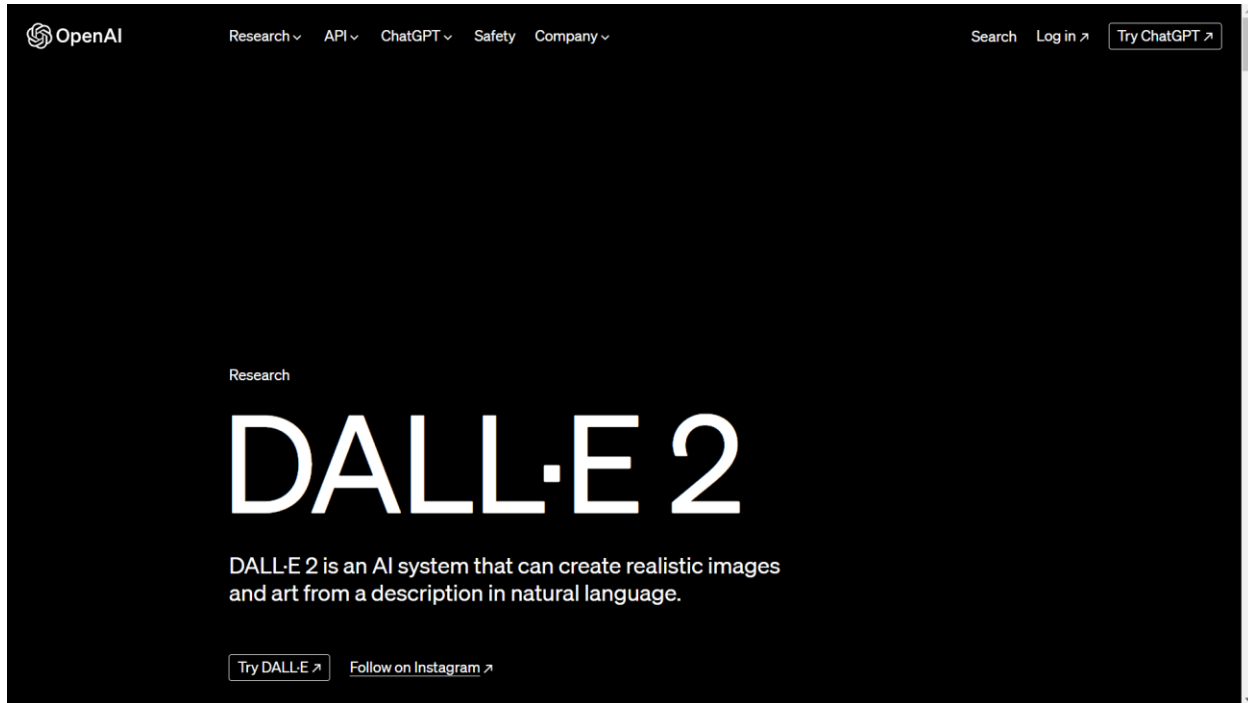 OpenAI Research API ChatGPT Safety Company Search Log in ↗ Try ChatGPT ↗
Research
DALL·E 2
DALL·E 2 is an AI system that can create realistic images
and art from a description in natural language.
Try DALL·E ↗ Follow on Instagram ↗